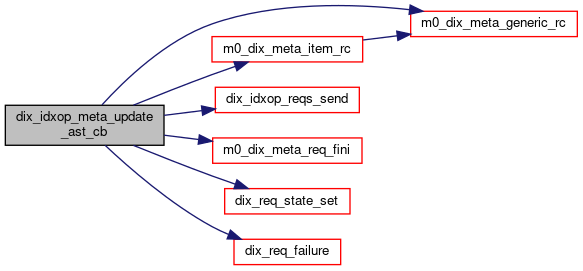 m0_dix_meta_generic_rc
m0_dix_meta_item_rc
dix_idxop_reqs_send
dix_idxop_meta_update
_ast_cb
m0_dix_meta_req_fini
dix_req_state_set
dix_req_failure